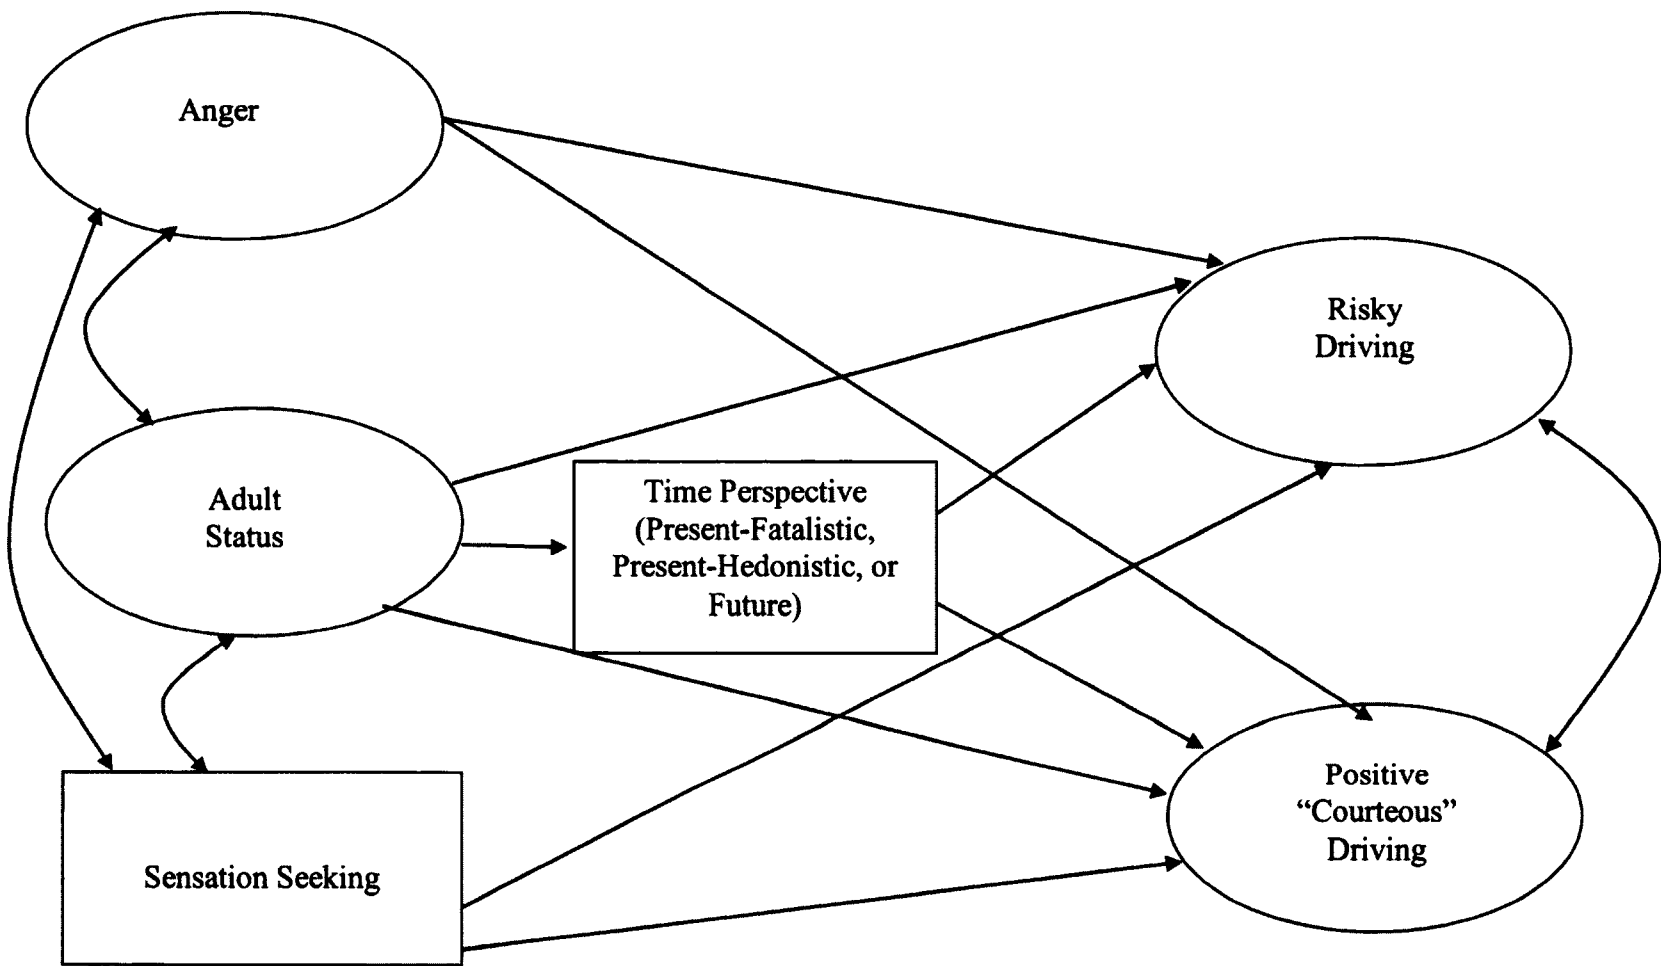 Anger
Risky
Driving
Adult
Status
Time Perspective
(Present-Fatalistic,
Present-Hedonistic, or
Future)
Positive
“Courteous”
Driving
Sensation Seeking